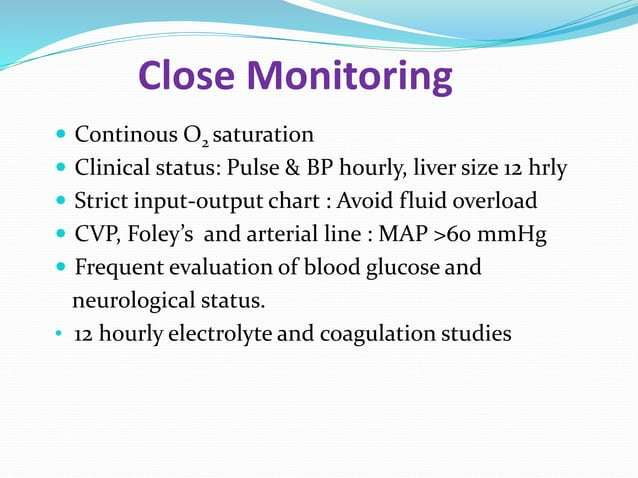 Close Monitoring
• Continous O₂ saturation
• Clinical status: Pulse & BP hourly, liver size 12 hrly
• Strict input-output chart : Avoid fluid overload
• CVP, Foley’s and arterial line : MAP >60 mmHg
• Frequent evaluation of blood glucose and
neurological status.
• 12 hourly electrolyte and coagulation studies